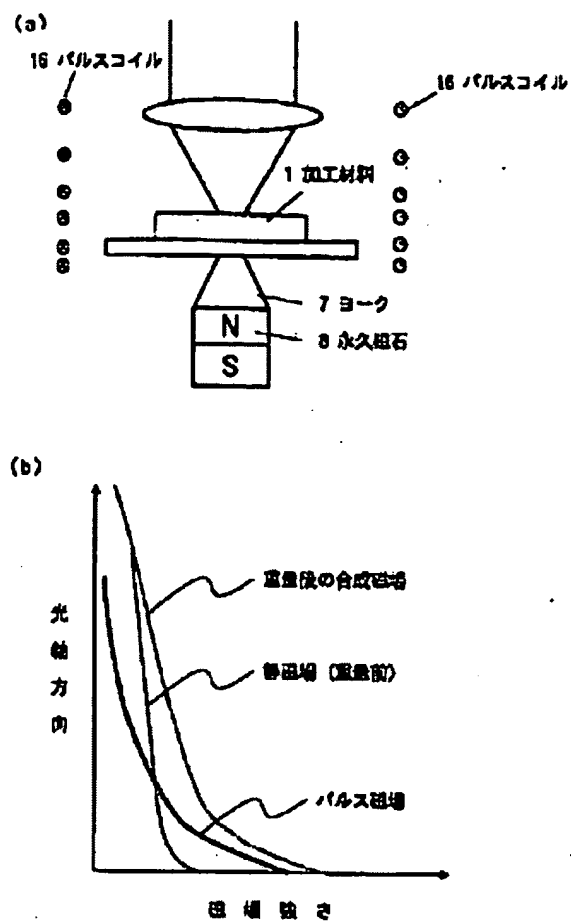 (a)
16 パルスコイル
16 パルスコイル
1 加工材料
7 ヨーク
8 永久磁石
N
S
(b)
光軸方向
重畳後の合成磁場
静磁場（重畳前）
パルス磁場
磁場強さ